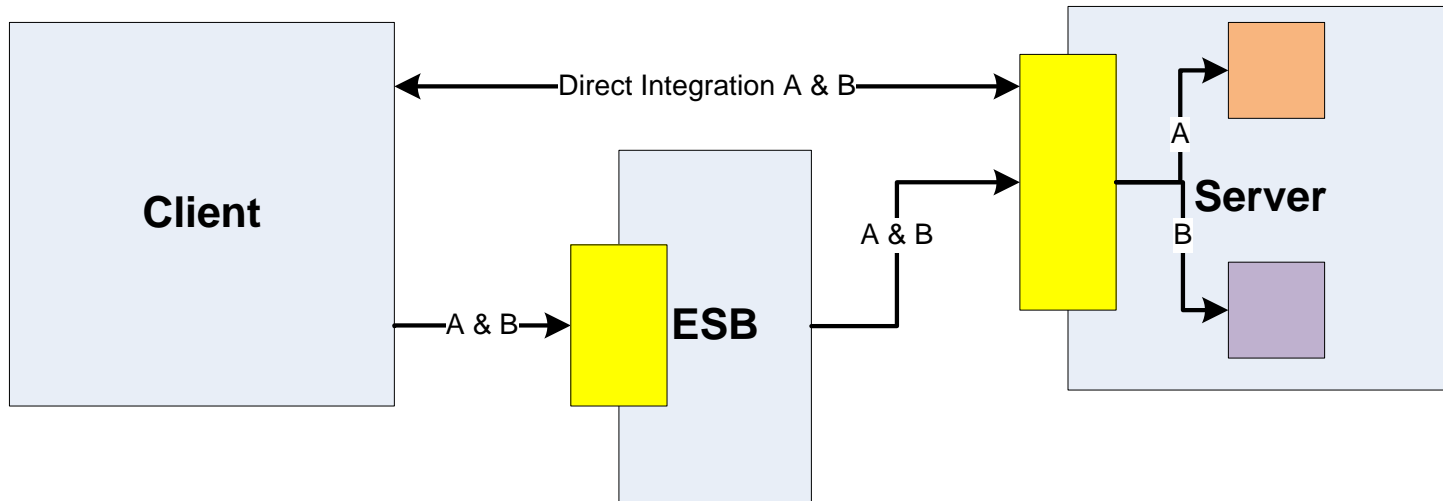 Direct Integration A & B
A
Client
Server
A & B
B
A & B
ESB